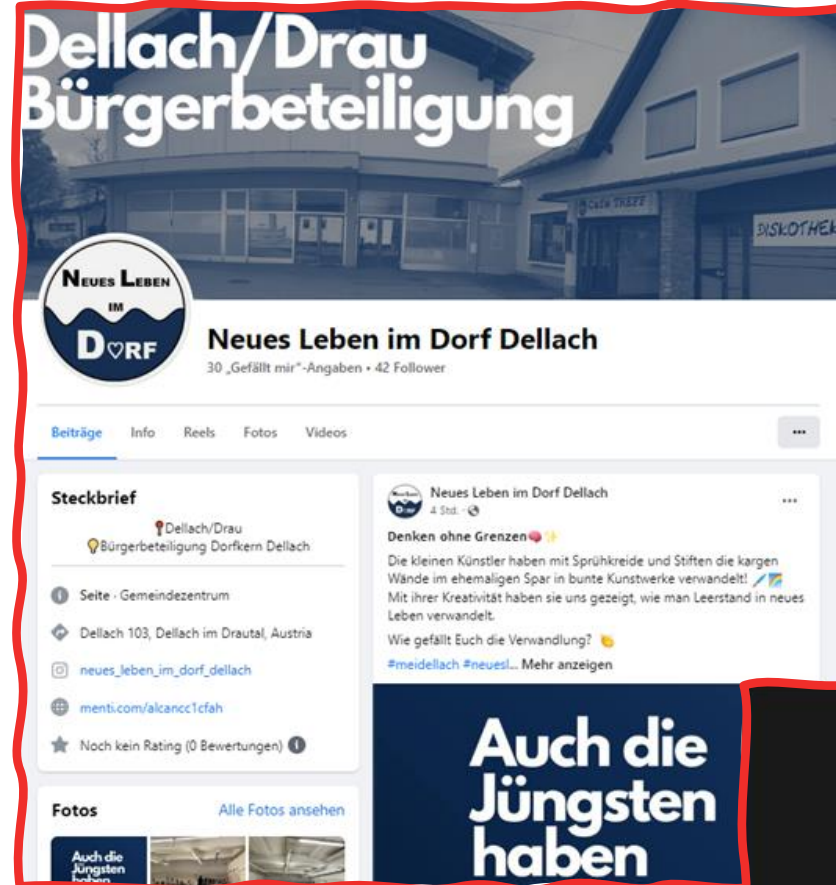 Dellach/Drau
Bürgerbeteiligung
CAFE TREFF
DISKOTHEK
NEUES LEBEN
IM
DORF
Neues Leben im Dorf Dellach
30 „Gefällt mir“-Angaben • 42 Follower
Beiträge Info Reels Fotos Videos
Steckbrief
Dellach/Drau
Bürgerbeteiligung Dorfkern Dellach
Seite · Gemeindezentrum
Dellach 103, Dellach im Drautal, Austria
neues_leben_im_dorf_dellach
menti.com/alcancc1cfah
Noch kein Rating (0 Bewertungen)
Fotos Alle Fotos ansehen
Auch die
Jüngsten
haben
Neues Leben im Dorf Dellach
4 Std. ·
Denken ohne Grenzen🧠✨
Die kleinen Künstler haben mit Sprühkreide und Stiften die kargen
Wände im ehemaligen Spar in bunte Kunstwerke verwandelt!
Mit ihrer Kreativität haben sie uns gezeigt, wie man Leerstand in neues
Leben verwandelt.
Wie gefällt Euch die Verwandlung?
#meidellach #neuesl... Mehr anzeigen
Auch die
Jüngsten
haben